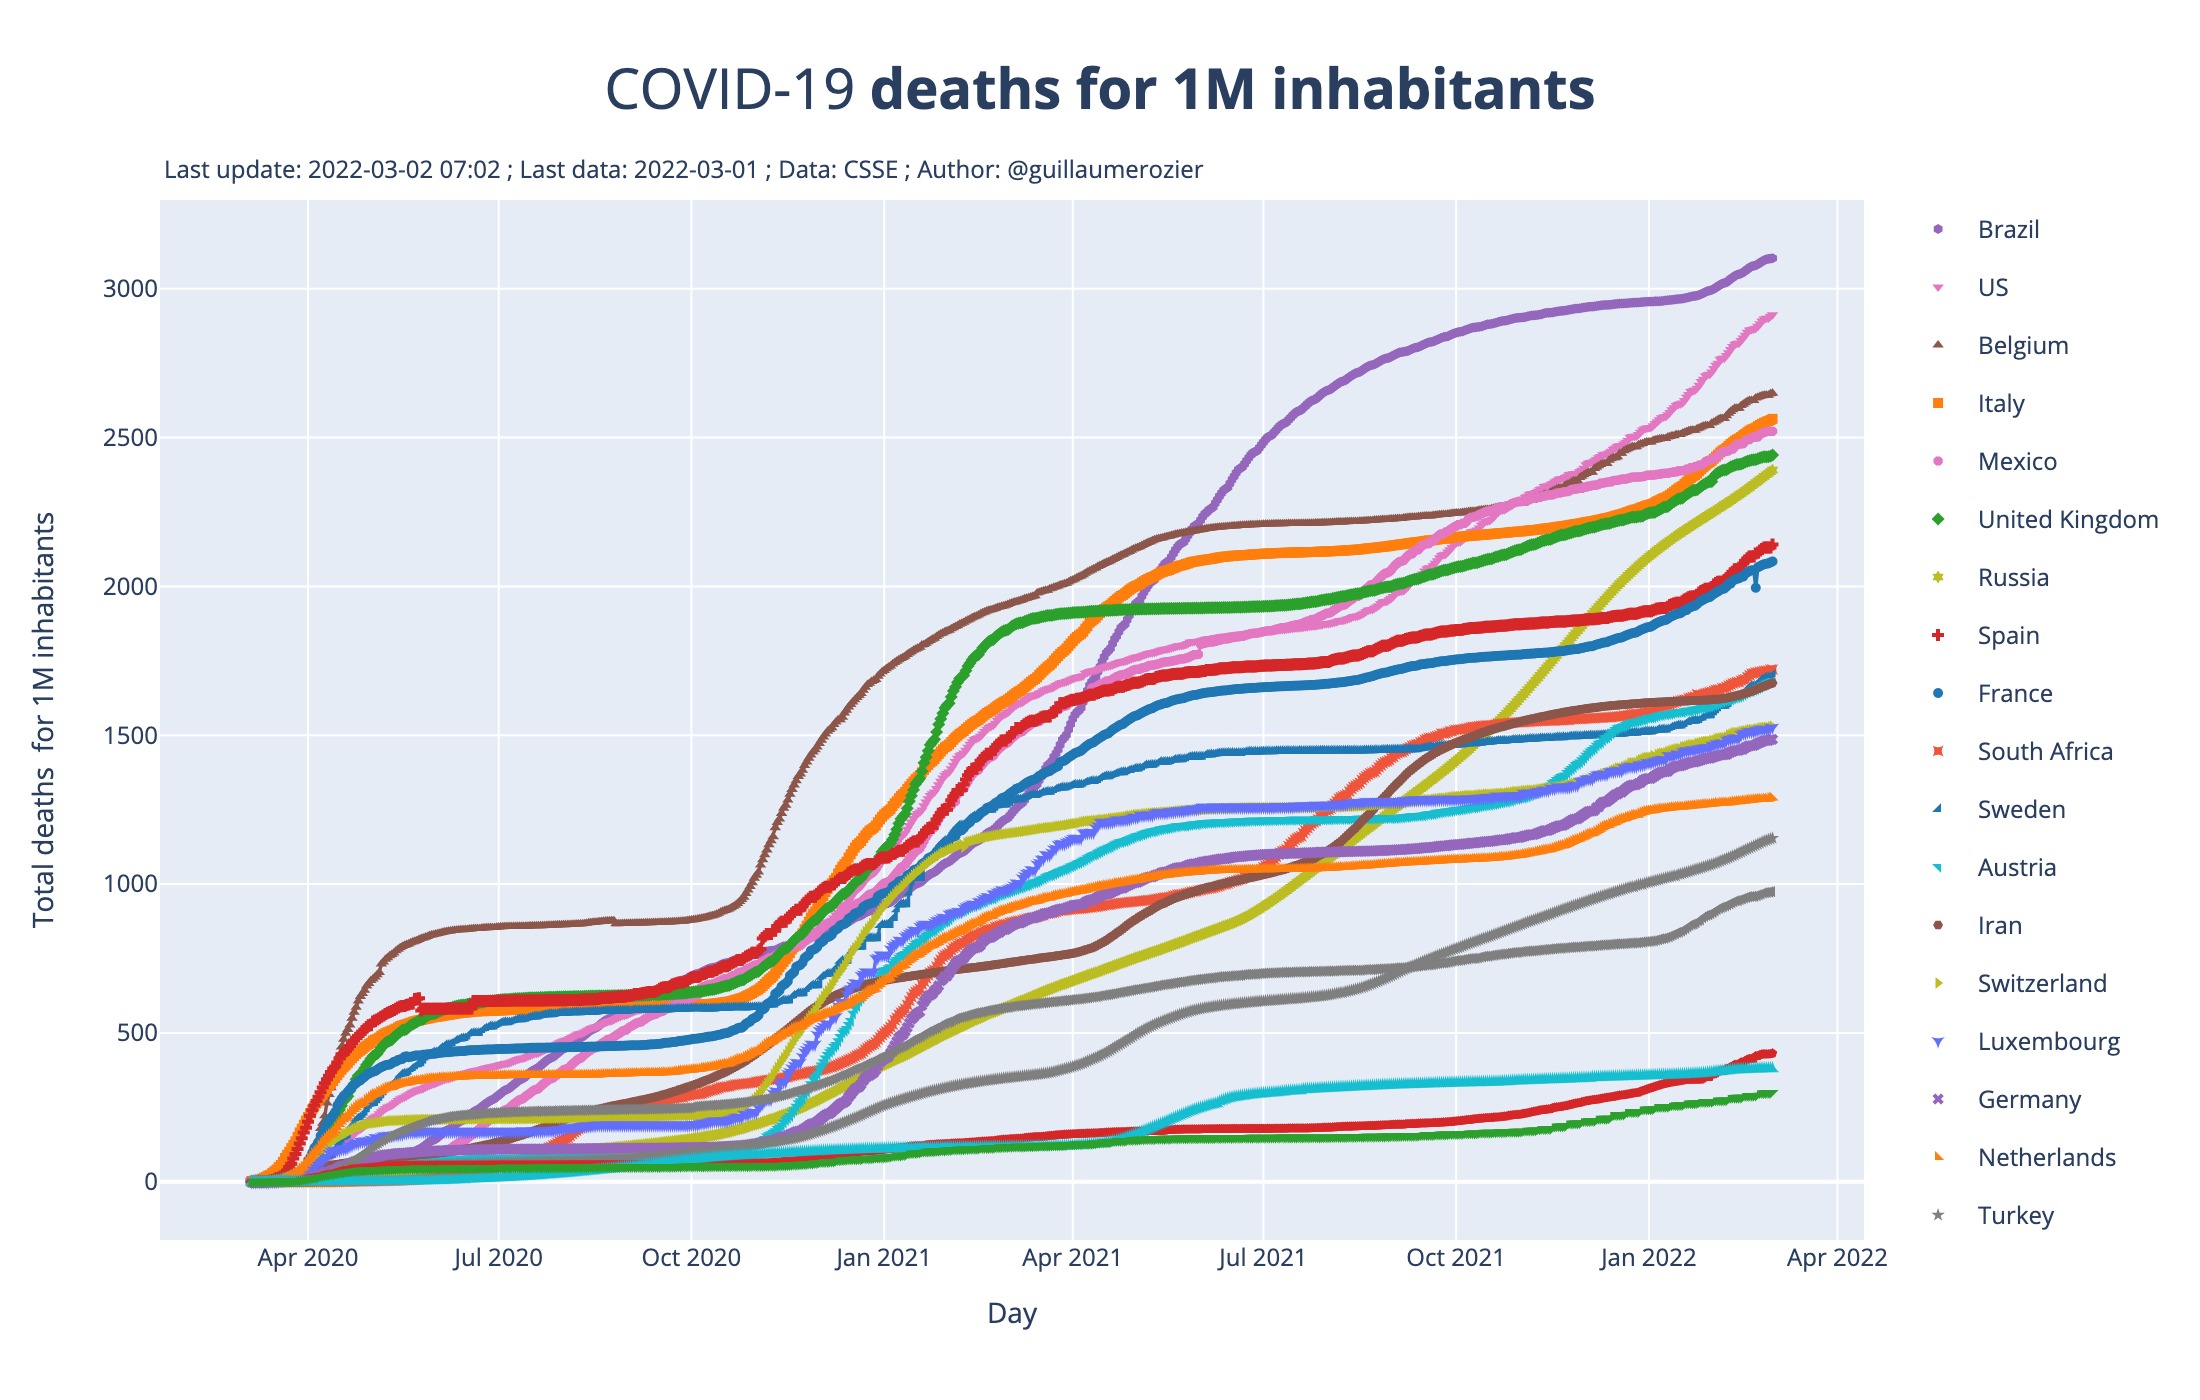 COVID-19 deaths for 1M inhabitants
Last update: 2022-03-02 07:02 ; Last data: 2022-03-01 ; Data: CSSE ; Author: @guillaumerozier
Total deaths for 1M inhabitants
3000
2500
2000
1500
1000
500
0
Apr 2020
Jul 2020
Oct 2020
Jan 2021
Apr 2021
Jul 2021
Oct 2021
Jan 2022
Apr 2022
Day
Brazil
US
Belgium
Italy
Mexico
United Kingdom
Russia
Spain
France
South Africa
Sweden
Austria
Iran
Switzerland
Luxembourg
Germany
Netherlands
Turkey